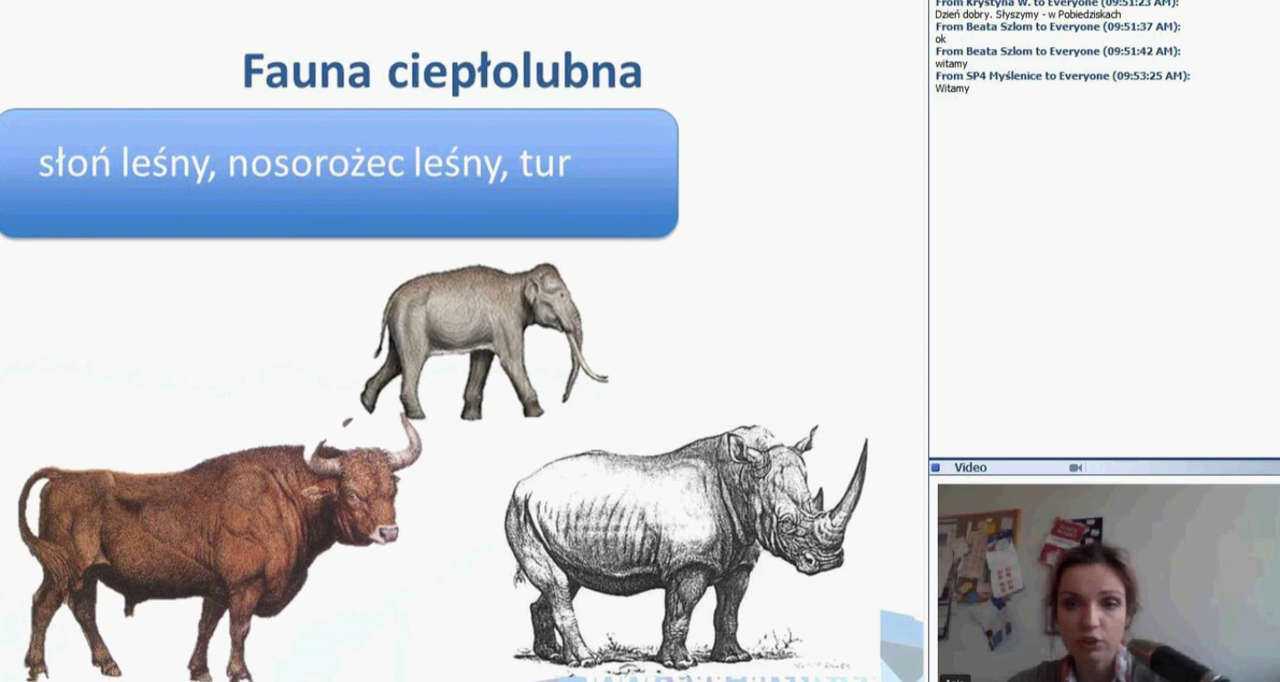 Fauna ciepłolubna
słoń leśny, nosorożec leśny, tur
From Krystyna W. to Everyone (09:51:23 AM):
Dzień dobry. Słyszymy - w Pobiedziskach
From Beata Szlom to Everyone (09:51:37 AM):
ok
From Beata Szlom to Everyone (09:51:42 AM):
witamy
From SP4 Myślenice to Everyone (09:53:25 AM):
Witamy
Video